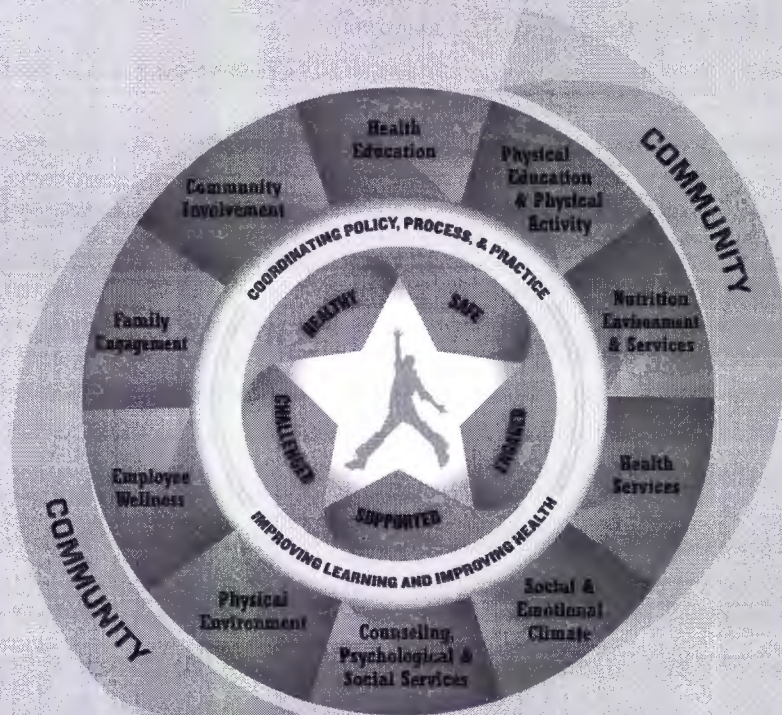 COMMUNITY
Health
Education
Physical
Education
& Physical
Activity
Nutrition
Environment
& Services
Health
Services
Social &
Emotional
Climate
Counseling,
Psychological &
Social Services
Physical
Environment
Employee
Wellness
Family
Engagement
Community
Involvement
COMMUNITY
COORDINATING POLICY, PROCESS, & PRACTICE
IMPROVING LEARNING AND IMPROVING HEALTH
HEALTHY
SAFE
ENGAGED
SUPPORTED
CHALLENGED